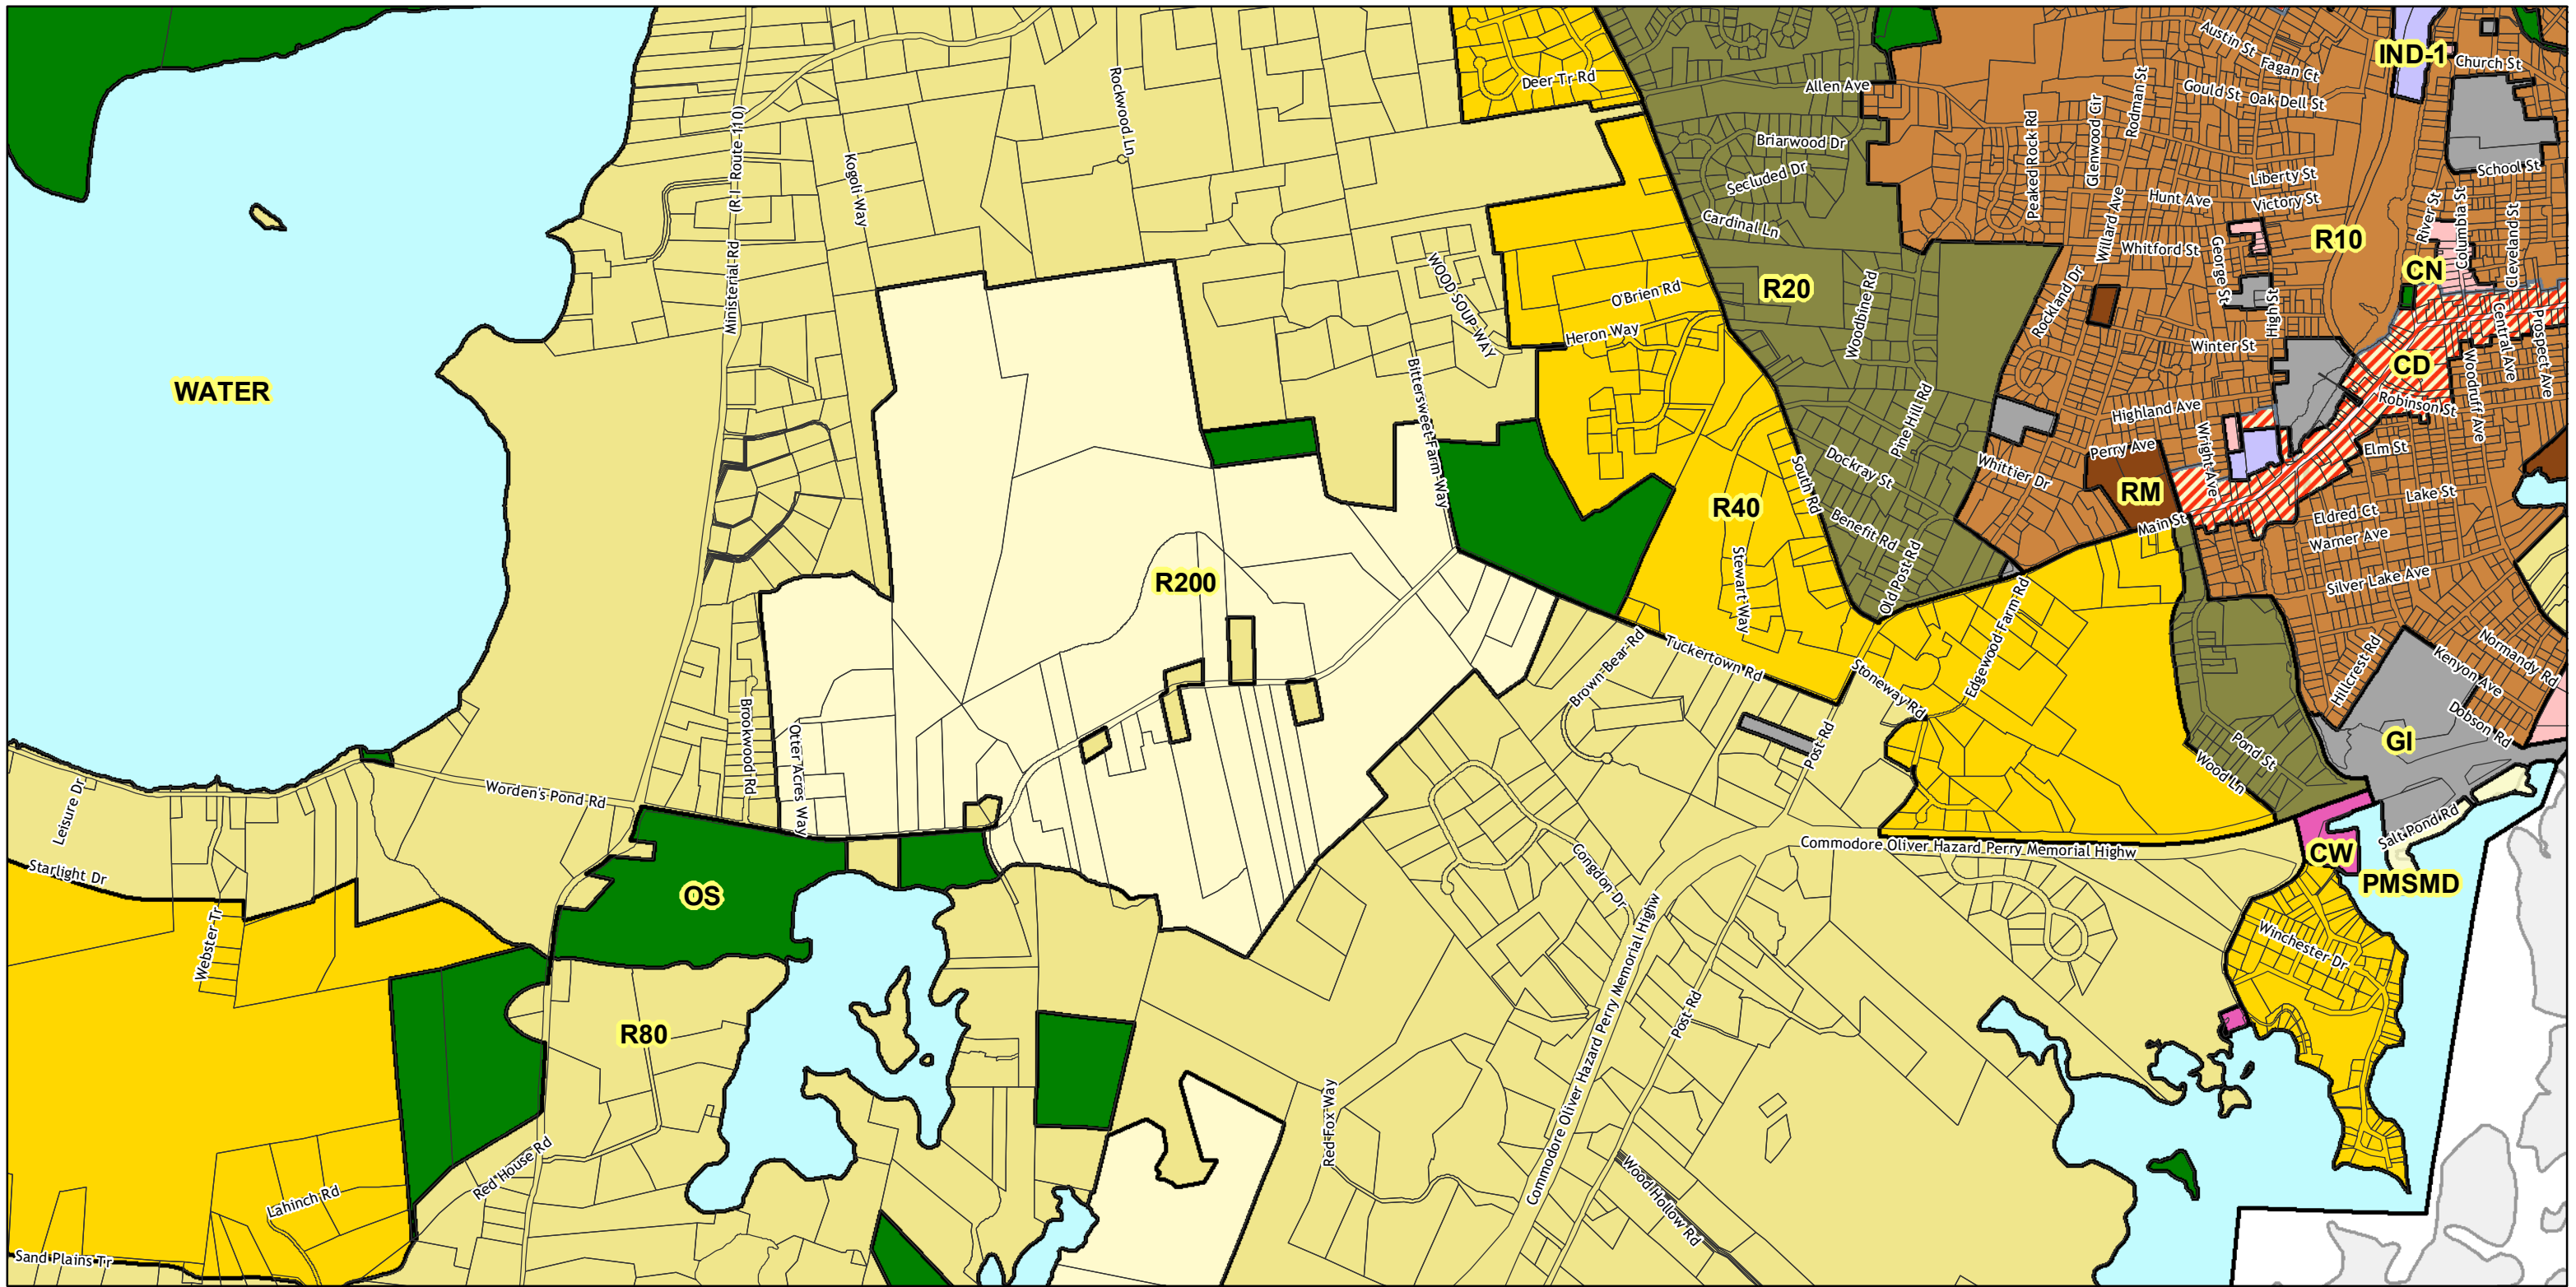 Austin St
Fagan Ct
IND-1
Church St
Deer Tr Rd
Allen Ave
Gould St
Oak Dell St
Rockwood Ln
(R I Route 110)
Ministerial Rd
Kogoli Way
Briarwood Dr
Secluded Dr
Cardinal Ln
Peaked Rock Rd
Glenwood Cir
Rodman St
Willard Ave
Liberty St
School St
Hunt Ave
Victory St
Whitford St
George St
R10
River St
Columbia St
Cleveland St
CN
WOOD SOUP WAY
O'Brien Rd
Heron Way
R20
Woodbine Rd
Rockland Dr
High St
Winter St
Central Ave
Prospect Ave
CD
Woodruff Ave
WATER
Bittersweet Farm Way
Pine Hill Rd
Highland Ave
Robinson St
Perry Ave
Wright Ave
Elm St
Dockray St
South Rd
Whittier Dr
RM
Lake St
R40
Benefit Rd
Main St
Eldred Ct
Warner Ave
R200
Stewart Way
Old Post Rd
Silver Lake Ave
Edgewood Farm Rd
Brown Bear Rd
Tuckertown Rd
Stoneway Rd
Hillcrest Rd
Normandy Rd
Kenyon Ave
Dobson Rd
Brookwood Rd
Otter Acres Way
Post Rd
Pond St
Wood Ln
GI
Leisure Dr
Worden's Pond Rd
Salt Pond Rd
Commodore Oliver Hazard Perry Memorial Highw
CW
Starlight Dr
OS
Congdon Dr
PMSMD
Webster Tr
Winchester Dr
Commodore Oliver Hazard Perry Memorial Highw
Post Rd
R80
Red House Rd
Red Fox Way
Lahinch Rd
Wood Hollow Rd
Sand Plains Tr